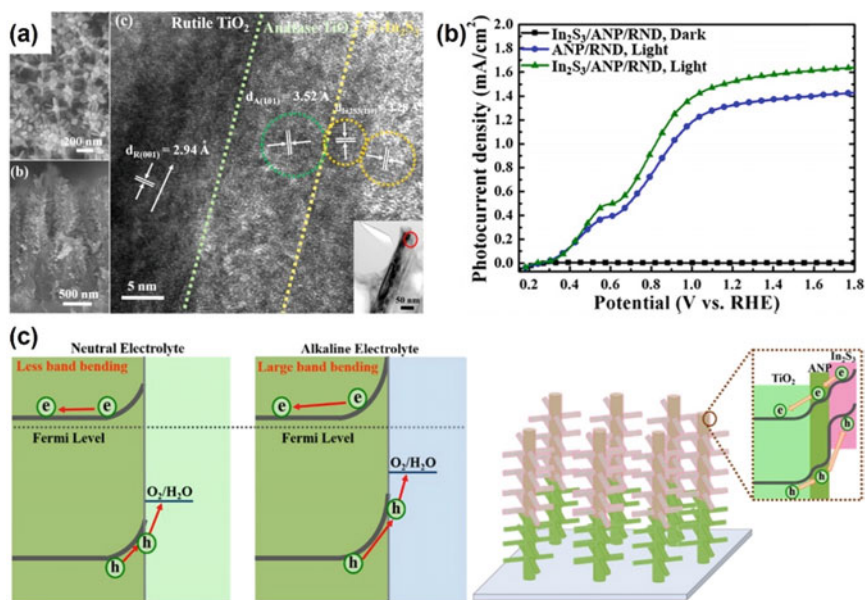 (a)
200 nm
(b)
500 nm
(c)
Rutile TiO₂
Anatase TiO₂
d_A(101) = 3.52 Å
d_R(001) = 2.94 Å
5 nm
50 nm
(b)
In₂S₃/ANP/RND, Dark
ANP/RND, Light
In₂S₃/ANP/RND, Light
Photocurrent density (mA/cm²)
2.0
1.8
1.6
1.4
1.2
1.0
0.8
0.6
0.4
0.2
0.0
0.2 0.4 0.6 0.8 1.0 1.2 1.4 1.6 1.8
Potential (V vs. RHE)
(c)
Neutral Electrolyte
Less band bending
e e
Fermi Level
O₂/H₂O
h h
Alkaline Electrolyte
Large band bending
e e
Fermi Level
O₂/H₂O
h h
In₂S₃
ANP
TiO₂
e e e
h h h